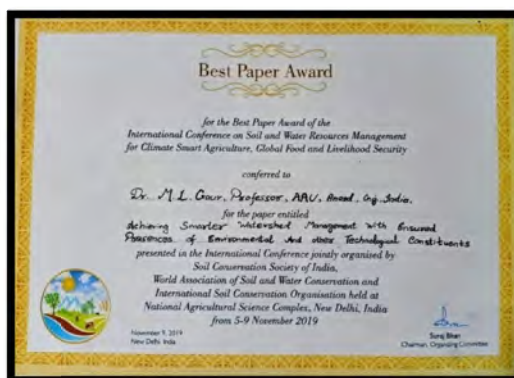 Best Paper Award
for the Best Paper Award of the
International Conference on Soil and Water Resources Management
for Climate Smart Agriculture, Global Food and Livelihood Security
conferred to
Dr. M.L. Gaur, Professor, AAU, Anand, Guj, India.
for the paper entitled
Achieving Smarter Watershed Management with Ensured
Presences of Environmental And other Technological Constituents
presented in the International Conference jointly organised by
Soil Conservation Society of India,
World Association of Soil and Water Conservation and
International Soil Conservation Organisation held at
National Agricultural Science Complex, New Delhi, India
from 5-9 November 2019
November 9, 2019
New Delhi, India
Suraj Bhan
Chairman, Organizing Committee